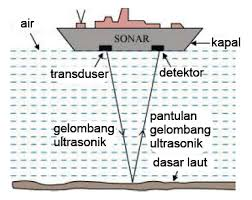 air
SONAR
kapal
transduser
detektor
gelombang
ultrasonik
pantulan
gelombang
ultrasonik
dasar laut